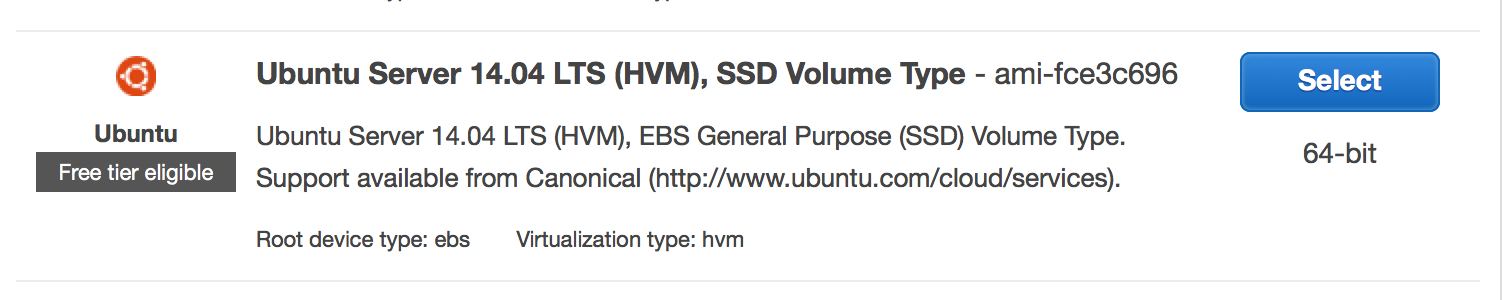 Ubuntu Server 14.04 LTS (HVM), SSD Volume Type - ami-fce3c696
Select
Ubuntu
Free tier eligible
Ubuntu Server 14.04 LTS (HVM), EBS General Purpose (SSD) Volume Type.
Support available from Canonical (http://www.ubuntu.com/cloud/services).
64-bit
Root device type: ebs Virtualization type: hvm